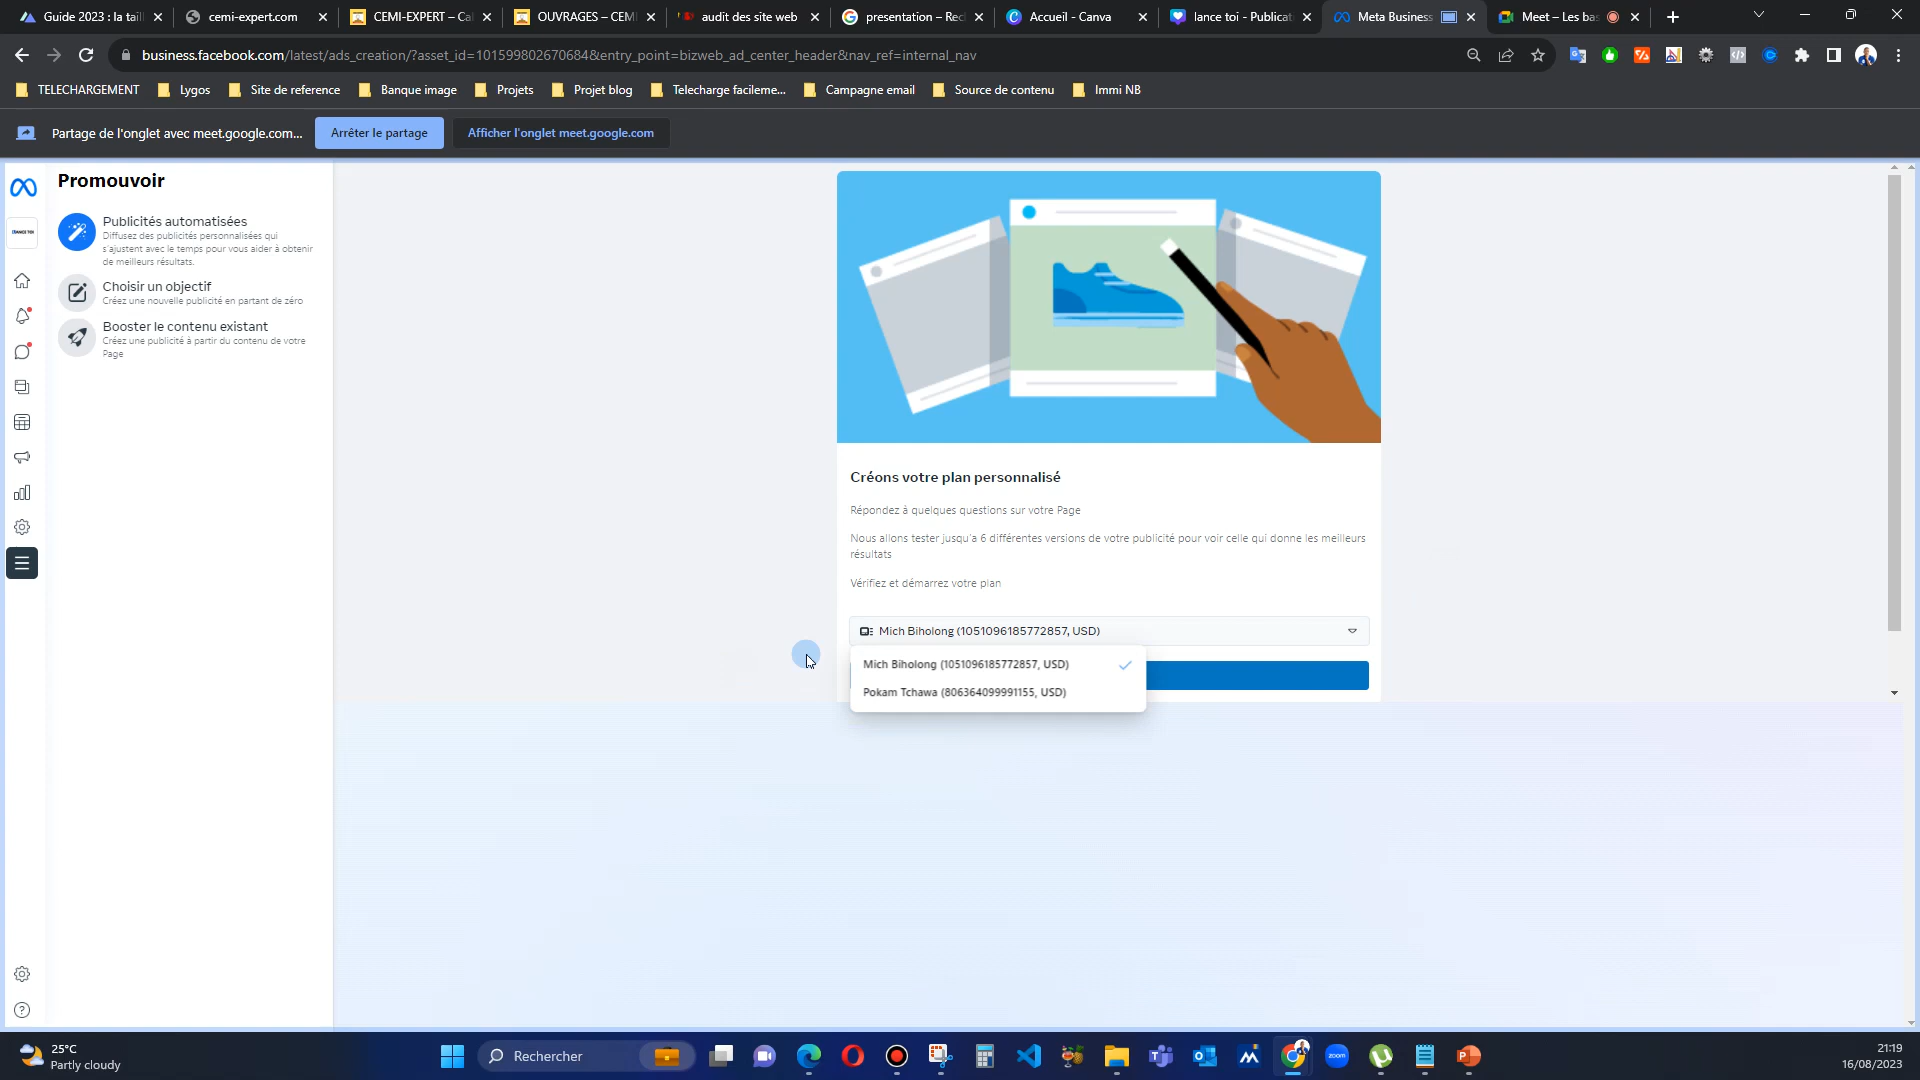 Guide 2023 : la taill
cemi-expert.com
CEMI-EXPERT – Ca
OUVRAGES – CEMI
audit des site web
presentation – Rec
Accueil - Canva
lance toi - Publicat
Meta Business
Meet – Les ba
business.facebook.com/latest/ads_creation/?asset_id=101599802670684&entry_point=bizweb_ad_center_header&nav_ref=internal_nav
TELECHARGEMENT
Lygos
Site de reference
Banque image
Projets
Projet blog
Telecharge facileme...
Campagne email
Source de contenu
Immi NB
Partage de l'onglet avec meet.google.com...
Arrêter le partage
Afficher l'onglet meet.google.com
Promouvoir
Publicités automatisées
Diffusez des publicités personnalisées qui
s'ajustent avec le temps pour vous aider à obtenir
de meilleurs résultats.
Choisir un objectif
Créez une nouvelle publicité en partant de zéro
Booster le contenu existant
Créez une publicité à partir du contenu de votre
Page
Créons votre plan personnalisé
Répondez à quelques questions sur votre Page
Nous allons tester jusqu'a 6 différentes versions de votre publicité pour voir celle qui donne les meilleurs
résultats
Vérifiez et démarrez votre plan
Mich Biholong (1051096185772857, USD)
Mich Biholong (1051096185772857, USD)
Pokam Tchawa (806364099991155, USD)
25°C
Partly cloudy
Rechercher
zoom
21:19
16/08/2023